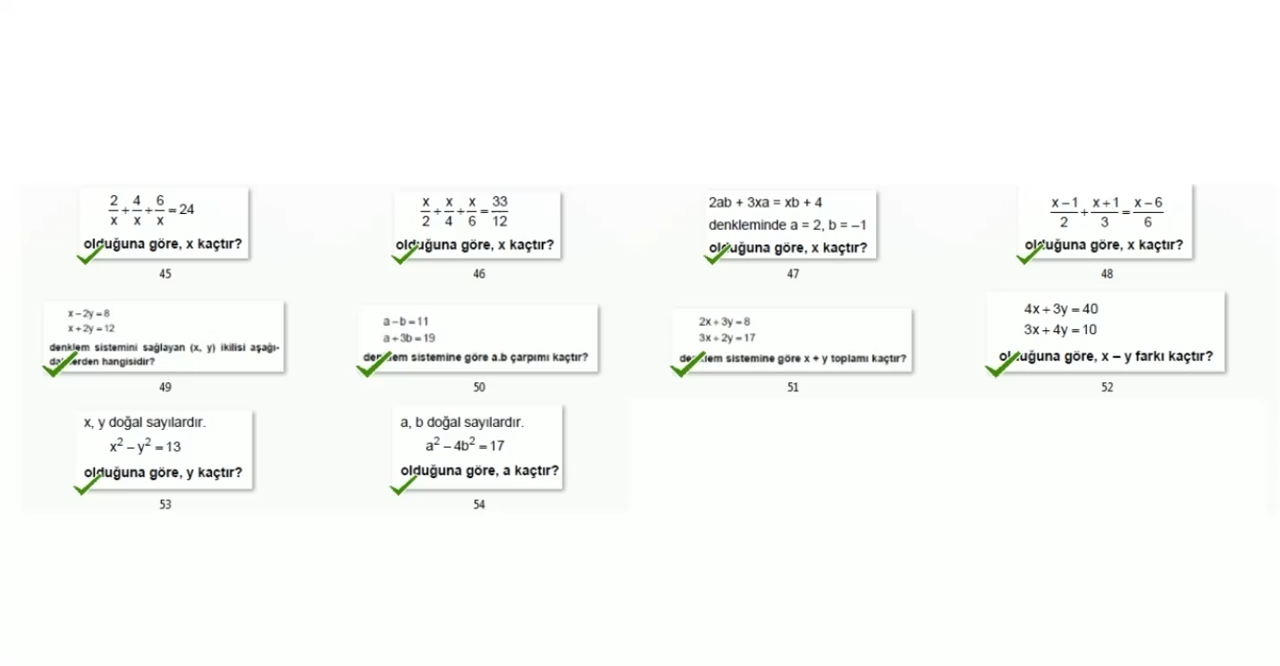 2/x + 4/x + 6/x = 24
olduğuna göre, x kaçtır?
45
x/2 + x/4 + x/6 = 33/12
olduğuna göre, x kaçtır?
46
2ab + 3xa = xb + 4
denkleminde a = 2, b = –1
olduğuna göre, x kaçtır?
47
x–1/2 + x+1/3 = x–6/6
olduğuna göre, x kaçtır?
48
x – 2y = 8
x + 2y = 12
denklem sistemini sağlayan (x, y) ikilisi aşağı-
dakilerden hangisidir?
49
a – b = 11
a + 3b = 19
denklem sistemine göre a.b çarpımı kaçtır?
50
2x + 3y = 8
3x + 2y = 17
denklem sistemine göre x + y toplamı kaçtır?
51
4x + 3y = 40
3x + 4y = 10
olduğuna göre, x – y farkı kaçtır?
52
x, y doğal sayılardır.
x² – y² = 13
olduğuna göre, y kaçtır?
53
a, b doğal sayılardır.
a² – 4b² = 17
olduğuna göre, a kaçtır?
54